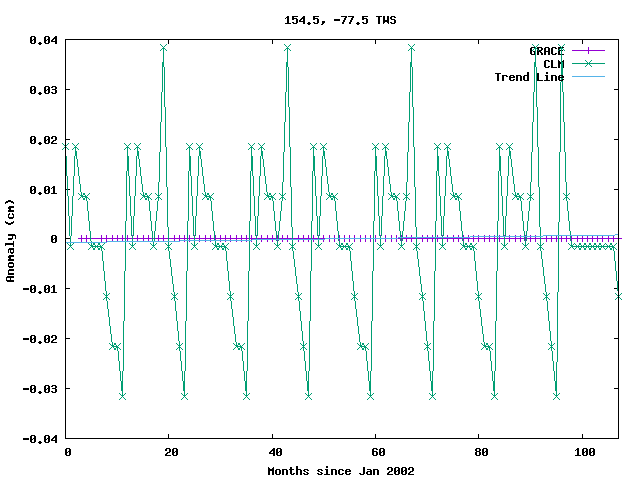 154.5, -77.5 TWS
0.04
0.03
0.02
0.01
0
-0.01
-0.02
-0.03
-0.04
Anomaly (cm)
GRACE
CLM
Trend Line
0 20 40 60 80 100
Months since Jan 2002